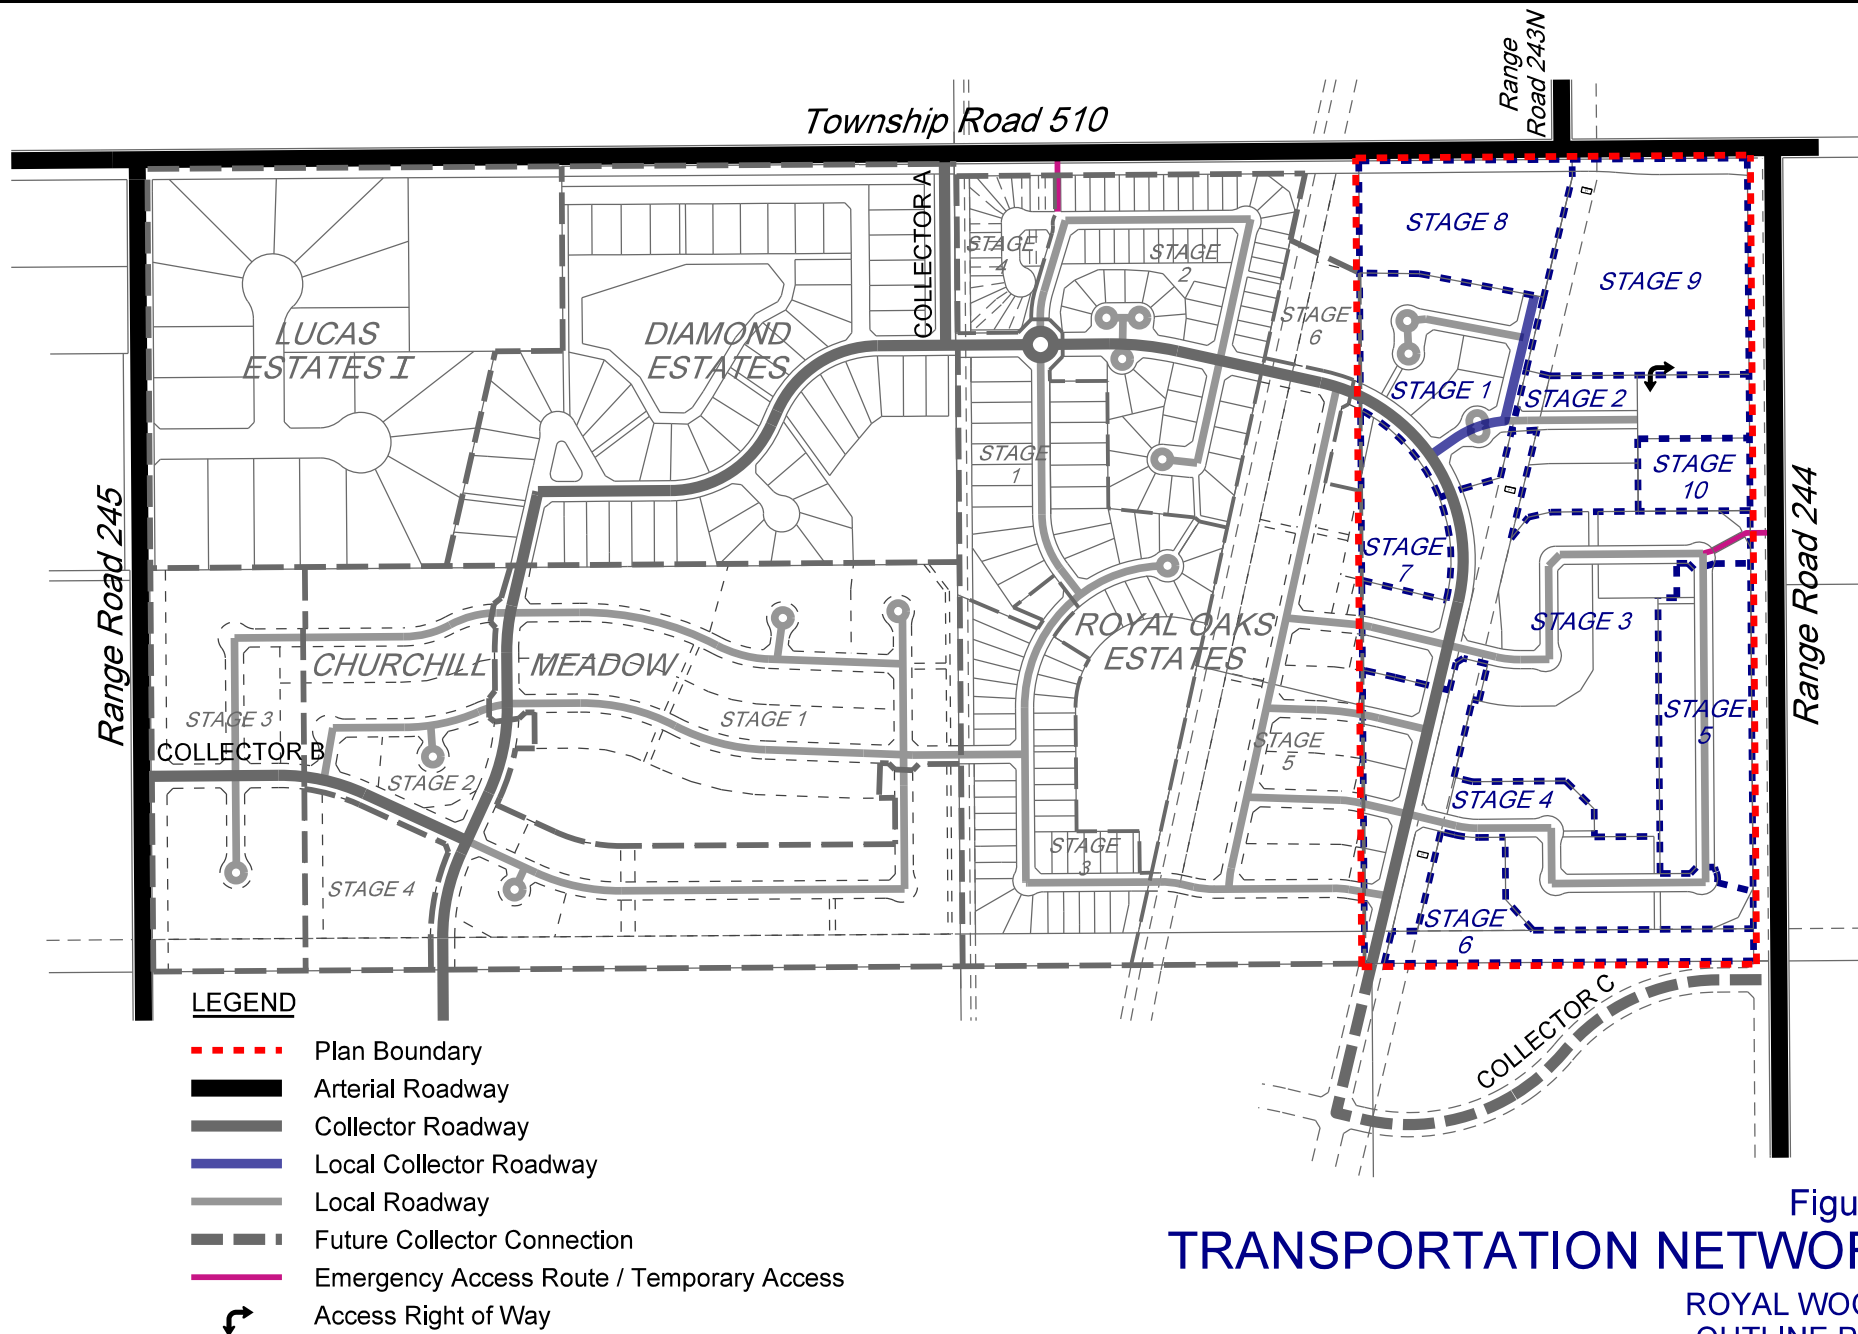 Range
Road 243N
Township Road 510
COLLECTOR A
STAGE 8
STAGE
4
STAGE
2
STAGE 9
STAGE
6
LUCAS
ESTATES I
DIAMOND
ESTATES
STAGE 1
STAGE 2
STAGE
1
STAGE
10
Range Road 245
Range Road 244
STAGE
7
STAGE 3
ROYAL OAKS
ESTATES
CHURCHILL MEADOW
STAGE 3
STAGE 1
STAGE
5
COLLECTOR B
STAGE
5
STAGE 2
STAGE 4
STAGE
3
STAGE 4
STAGE
6
COLLECTOR C
LEGEND
Plan Boundary
Arterial Roadway
Collector Roadway
Local Collector Roadway
Local Roadway
Future Collector Connection
Emergency Access Route / Temporary Access
Access Right of Way
Figu
TRANSPORTATION NETWOR
ROYAL WOO